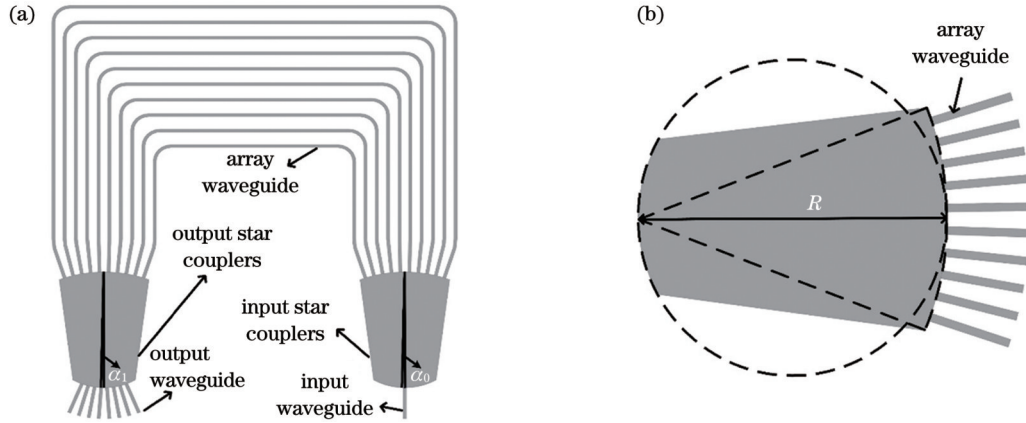 (a)
array
waveguide
output star
couplers
input star
couplers
output
waveguide
α₁
α₀
input
waveguide
(b)
array
waveguide
R